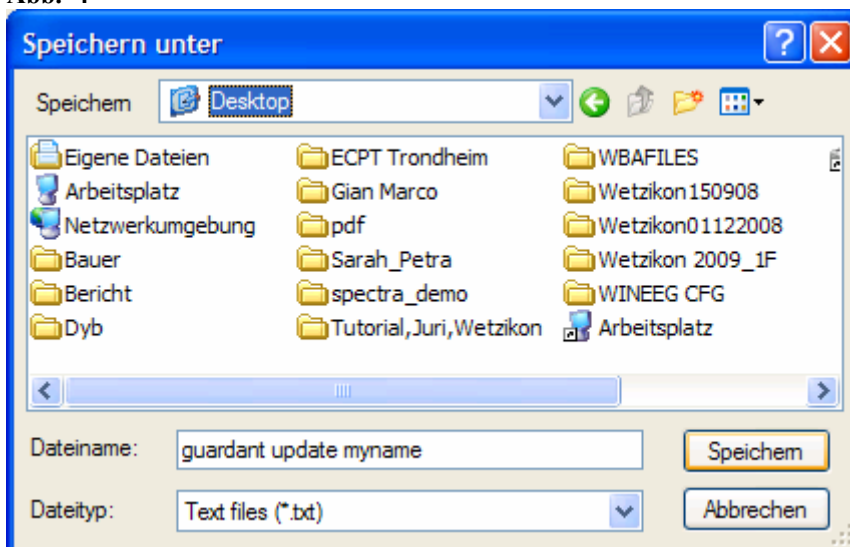 Speichern unter
Speichern Desktop
Eigene Dateien ECPT Trondheim WBAFILES
Arbeitsplatz Gian Marco Wetzikon150908
Netzwerkumgebung pdf Wetzikon01122008
Bauer Sarah_Petra Wetzikon 2009_1F
Bericht spectra_demo WINEEG CFG
Dyb Tutorial,Juri,Wetzikon Arbeitsplatz
Dateiname: guardant update myname Speichern
Dateityp: Text files (*.txt) Abbrechen